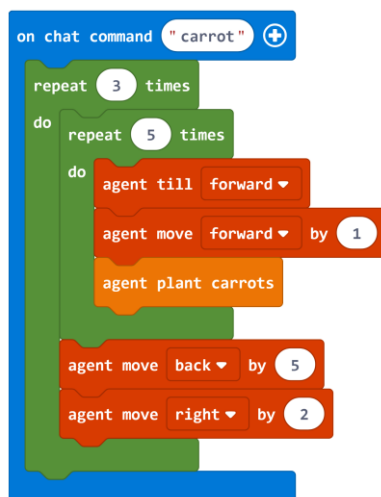 on chat command "carrot"
repeat 3 times
do
repeat 5 times
do
agent till forward
agent move forward by 1
agent plant carrots
agent move back by 5
agent move right by 2